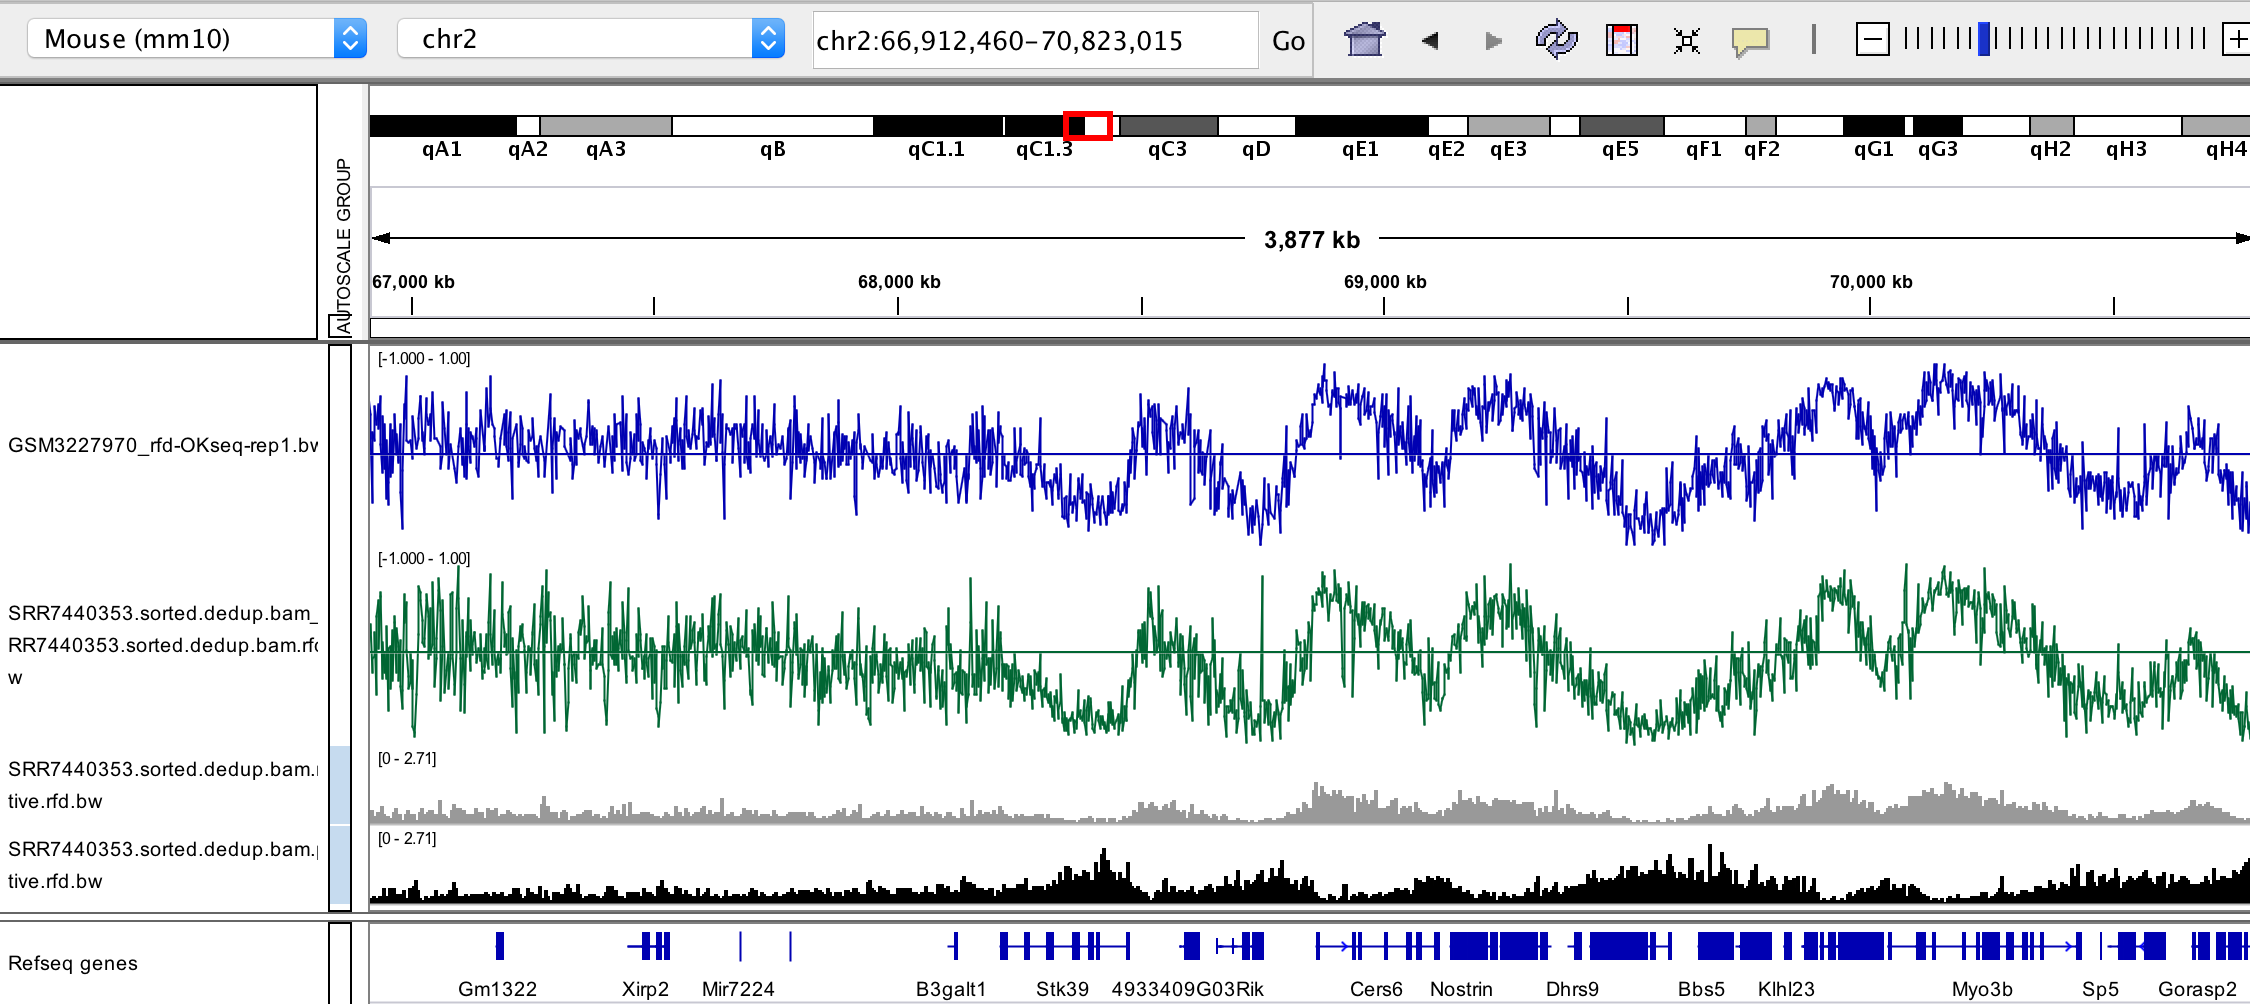 Mouse (mm10)
chr2
chr2:66,912,460-70,823,015
Go
qA1 qA2 qA3 qB qC1.1 qC1.3 qC3 qD qE1 qE2 qE3 qE5 qF1 qF2 qG1 qG3 qH2 qH3 qH4
AUTOSCALE GROUP
3,877 kb
67,000 kb 68,000 kb 69,000 kb 70,000 kb
[-1.000 - 1.00]
GSM3227970_rfd-OKseq-rep1.bw
[-1.000 - 1.00]
SRR7440353.sorted.dedup.bam_
RR7440353.sorted.dedup.bam.rfd
w
[0 - 2.71]
SRR7440353.sorted.dedup.bam.
tive.rfd.bw
[0 - 2.71]
SRR7440353.sorted.dedup.bam.
tive.rfd.bw
Refseq genes
Gm1322 Xirp2 Mir7224 B3galt1 Stk39 4933409G03Rik Cers6 Nostrin Dhrs9 Bbs5 Klhl23 Myo3b Sp5 Gorasp2